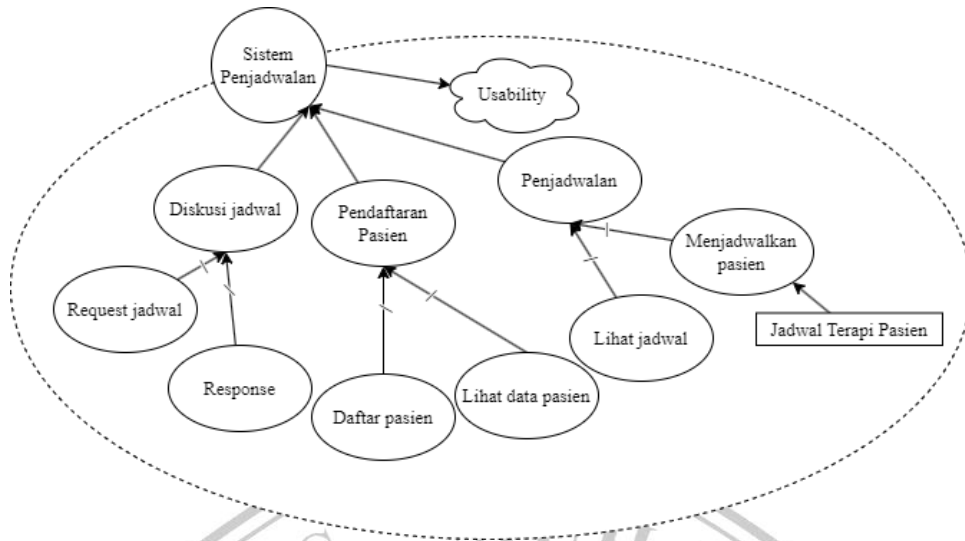 Sistem
Penjadwalan
Usability
Penjadwalan
Diskusi jadwal
Pendaftaran
Pasien
Menjadwalkan
pasien
Request jadwal
Jadwal Terapi Pasien
Lihat jadwal
Response
Lihat data pasien
Daftar pasien